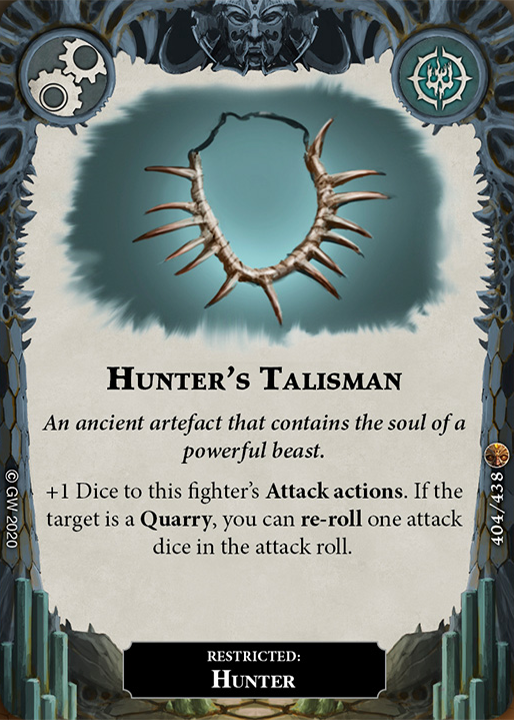 Hunter's Talisman
An ancient artefact that contains the soul of a
powerful beast.
+1 Dice to this fighter's Attack actions. If the
target is a Quarry, you can re-roll one attack
dice in the attack roll.
© GW 2020
404/438
RESTRICTED:
Hunter